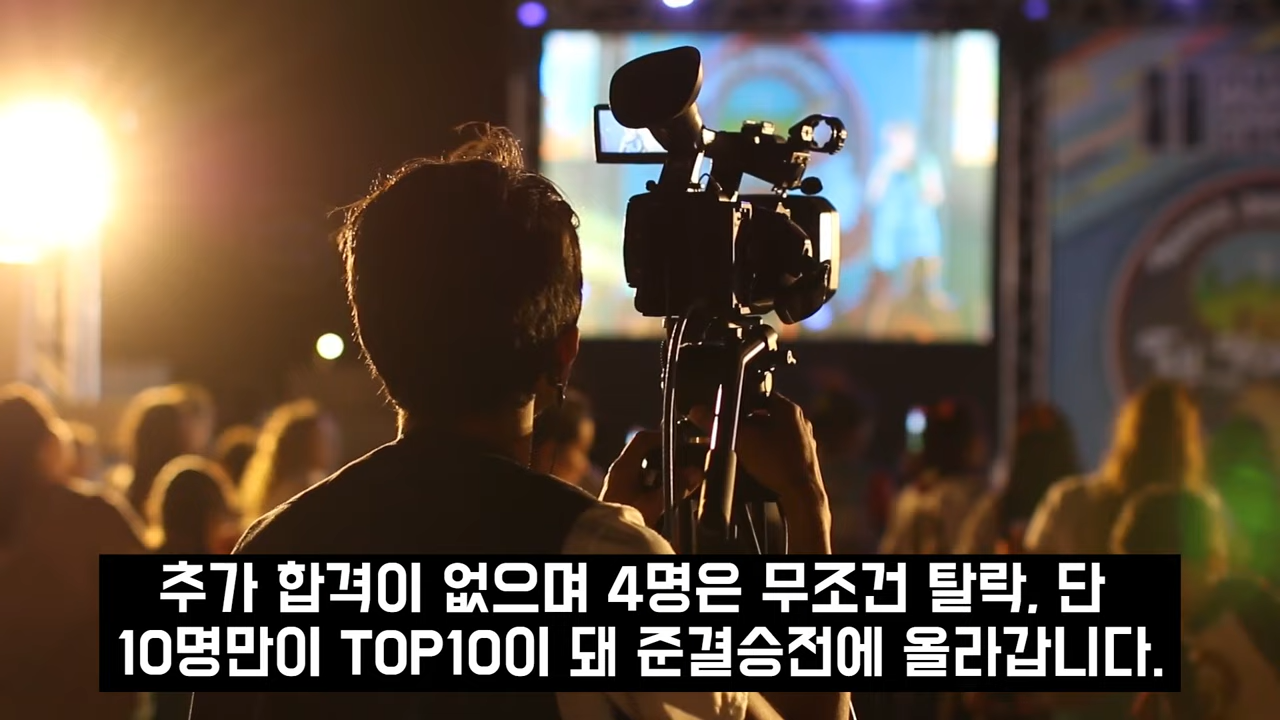 추가 합격이 없으며 4명은 무조건 탈락, 단
10명만이 TOP10이 돼 준결승전에 올라갑니다.